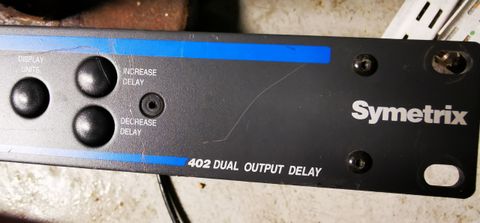 DISPLAY
UNITS
INCREASE
DELAY
DECREASE
DELAY
Symetrix
402 DUAL OUTPUT DELAY